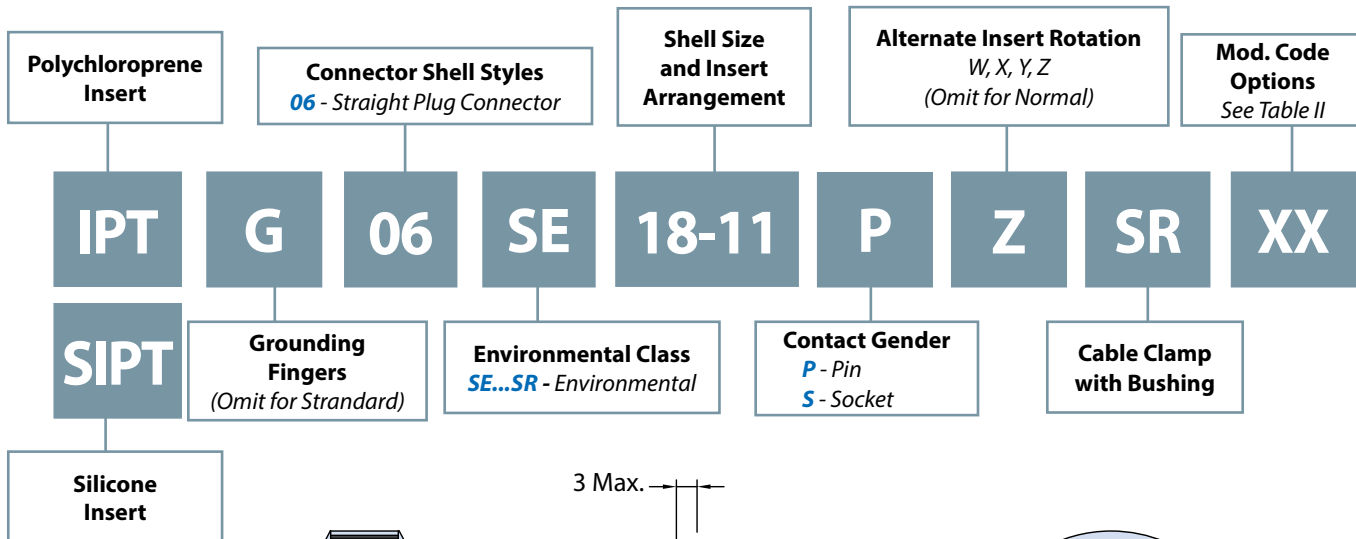 Polychloroprene
Insert
Connector Shell Styles
06 - Straight Plug Connector
Shell Size
and Insert
Arrangement
Alternate Insert Rotation
W, X, Y, Z
(Omit for Normal)
Mod. Code
Options
See Table II
IPT G 06 SE 18-11 P Z SR XX
SIPT
Grounding
Fingers
(Omit for Strandard)
Environmental Class
SE...SR - Environmental
Contact Gender
P - Pin
S - Socket
Cable Clamp
with Bushing
Silicone
Insert
3 Max.